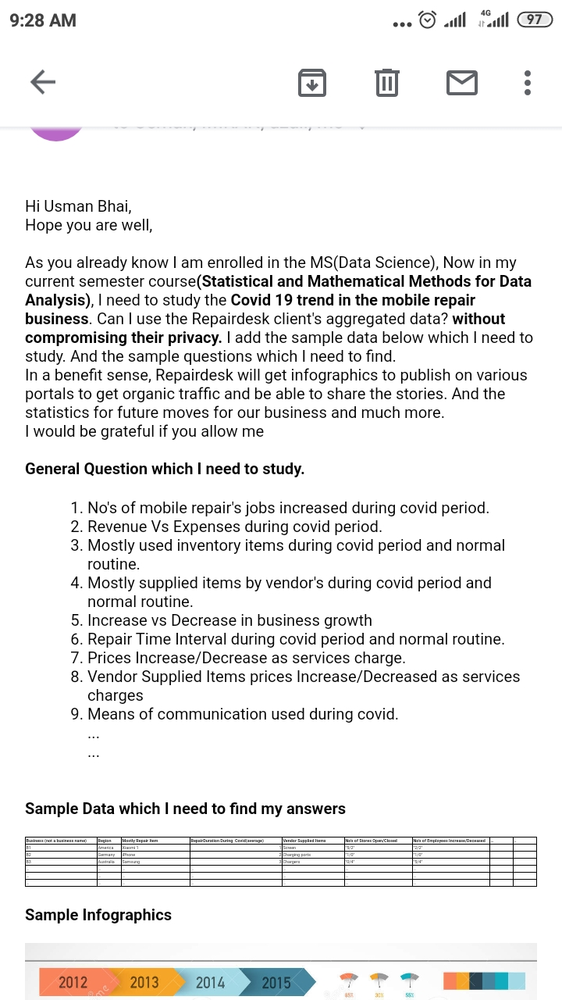 9:28 AM
4G
97
Hi Usman Bhai,
Hope you are well,
As you already know I am enrolled in the MS(Data Science), Now in my
current semester course(Statistical and Mathematical Methods for Data
Analysis), I need to study the Covid 19 trend in the mobile repair
business. Can I use the Repairdesk client's aggregated data? without
compromising their privacy. I add the sample data below which I need to
study. And the sample questions which I need to find.
In a benefit sense, Repairdesk will get infographics to publish on various
portals to get organic traffic and be able to share the stories. And the
statistics for future moves for our business and much more.
I would be grateful if you allow me
General Question which I need to study.
1. No's of mobile repair's jobs increased during covid period.
2. Revenue Vs Expenses during covid period.
3. Mostly used inventory items during covid period and normal
routine.
4. Mostly supplied items by vendor's during covid period and
normal routine.
5. Increase vs Decrease in business growth
6. Repair Time Interval during covid period and normal routine.
7. Prices Increase/Decrease as services charge.
8. Vendor Supplied Items prices Increase/Decreased as services
charges
9. Means of communication used during covid.
...
...
Sample Data which I need to find my answers
Business (not a business name) Region Mostly Repair Item RepairDuration During Covid(average) Vendor Supplied Items No's of Stores Open/Closed No's of Employees Increase/Deceased .. ..
B1 America Xiaomi 1 1 Screen "5/2" "2/2"
B2 Germany iPhone 2 Charging ports "1/0" "1/0"
B3 Australia Samsung 3 Chargers "0/4" "5/4"
Sample Infographics
2012 2013 2014 2015
65% 30% 55%